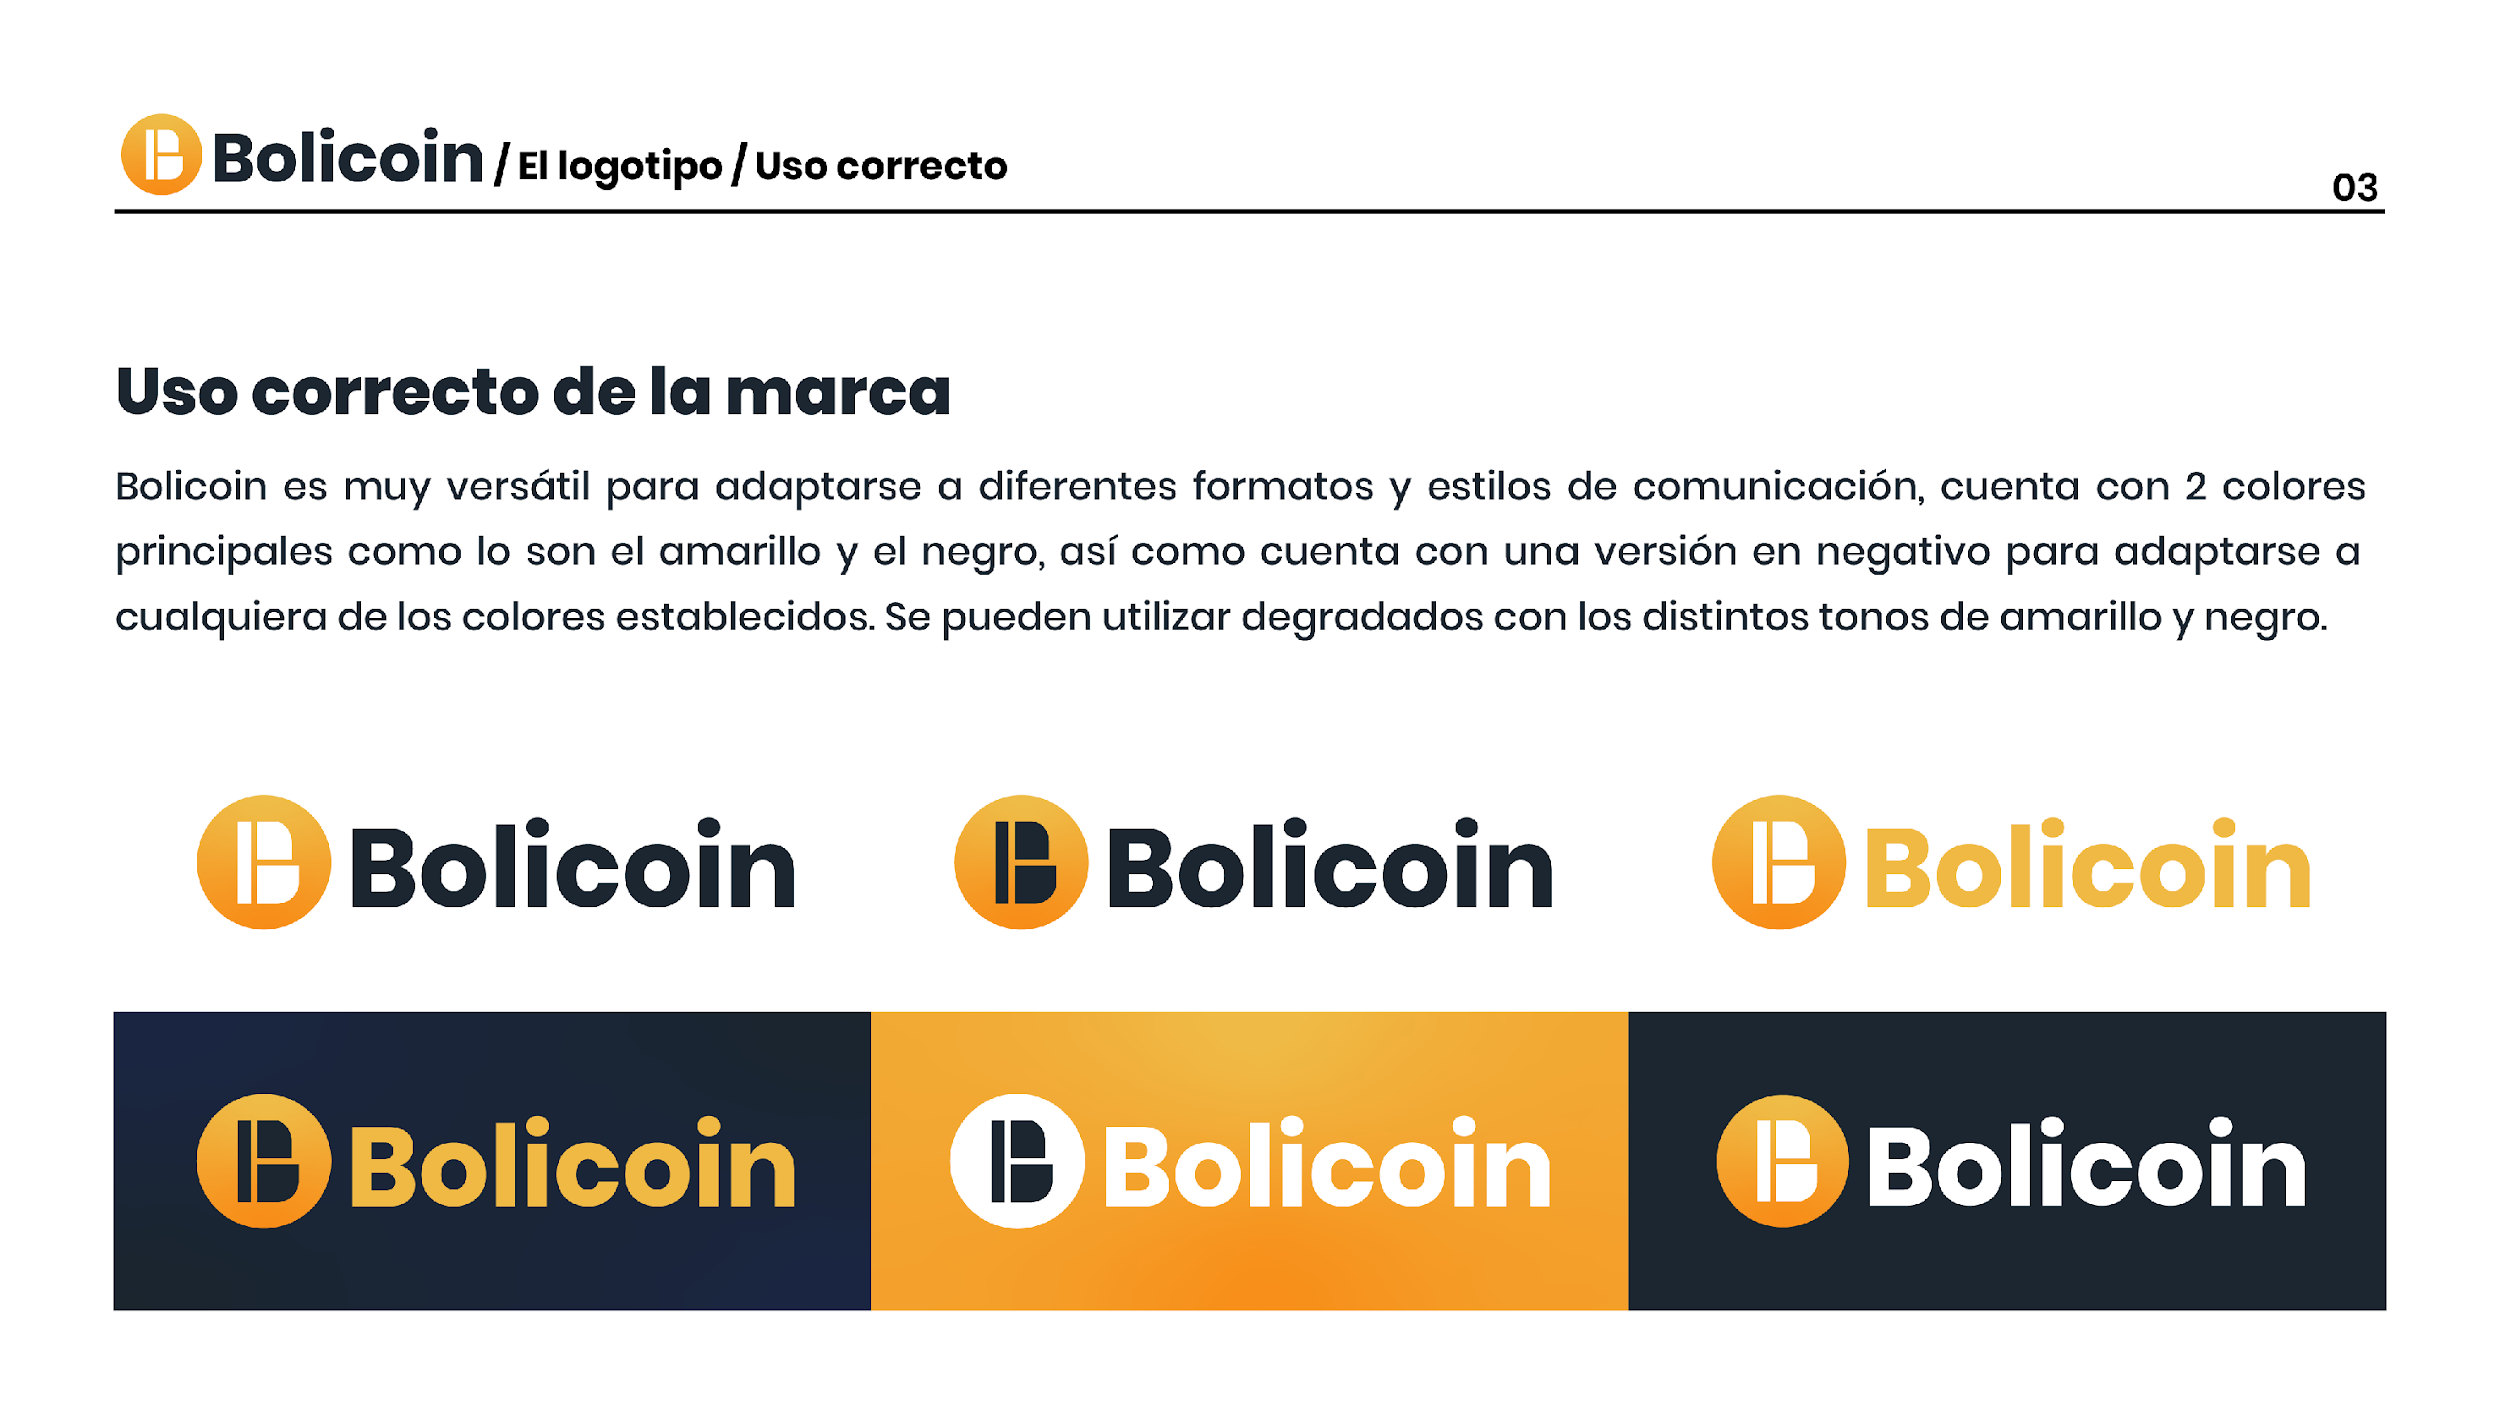 Bolicoin / El logotipo / Uso correcto
03
Uso correcto de la marca
Bolicoin es muy versátil para adaptarse a diferentes formatos y estilos de comunicación, cuenta con 2 colores
principales como lo son el amarillo y el negro, así como cuenta con una versión en negativo para adaptarse a
cualquiera de los colores establecidos. Se pueden utilizar degradados con los distintos tonos de amarillo y negro.
Bolicoin
Bolicoin
Bolicoin
Bolicoin
Bolicoin
Bolicoin